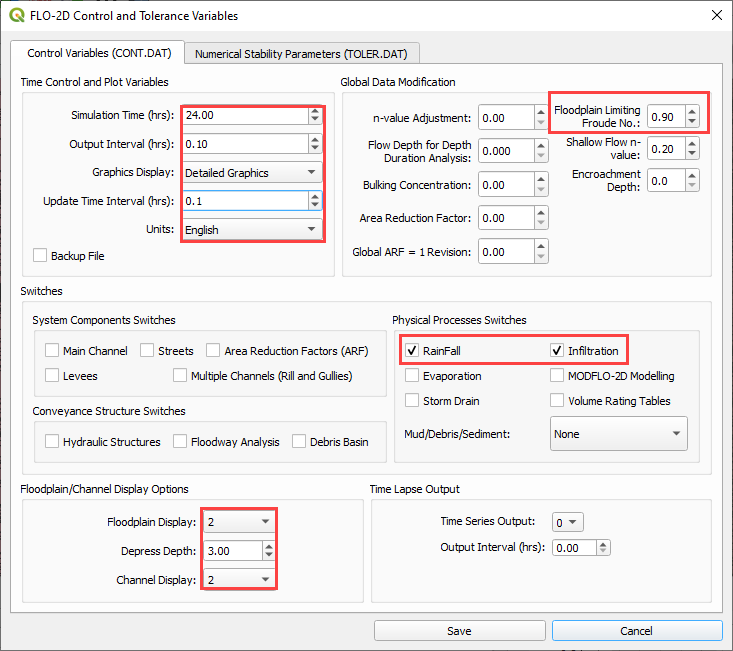 FLO-2D Control and Tolerance Variables
Control Variables (CONT.DAT)
Numerical Stability Parameters (TOLER.DAT)
Time Control and Plot Variables
Simulation Time (hrs): 24.00
Output Interval (hrs): 0.10
Graphics Display: Detailed Graphics
Update Time Interval (hrs): 0.1
Units: English
Backup File
Global Data Modification
n-value Adjustment: 0.00
Flow Depth for Depth
Duration Analysis: 0.000
Bulking Concentration: 0.00
Area Reduction Factor: 0.00
Global ARF = 1 Revision: 0.00
Floodplain Limiting
Froude No.: 0.90
Shallow Flow n-
value: 0.20
Encroachment
Depth: 0.0
Switches
System Components Switches
Main Channel Streets Area Reduction Factors (ARF)
Levees Multiple Channels (Rill and Gullies)
Conveyance Structure Switches
Hydraulic Structures Floodway Analysis Debris Basin
Physical Processes Switches
RainFall Infiltration
Evaporation MODFLO-2D Modelling
Storm Drain Volume Rating Tables
Mud/Debris/Sediment: None
Floodplain/Channel Display Options
Floodplain Display: 2
Depress Depth: 3.00
Channel Display: 2
Time Lapse Output
Time Series Output: 0
Output Interval (hrs): 0.00
Save
Cancel